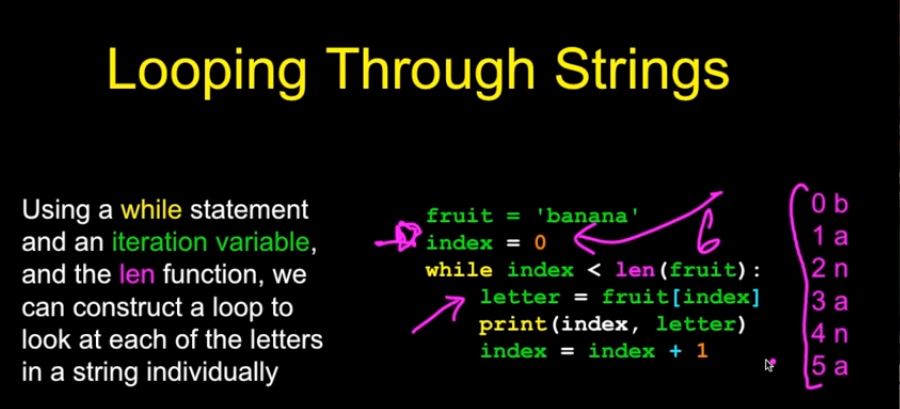 Looping Through Strings
Using a while statement
and an iteration variable,
and the len function, we
can construct a loop to
look at each of the letters
in a string individually
fruit = 'banana'
index = 0
while index < len(fruit):
    letter = fruit[index]
    print(index, letter)
    index = index + 1
6
0 b
1 a
2 n
3 a
4 n
5 a